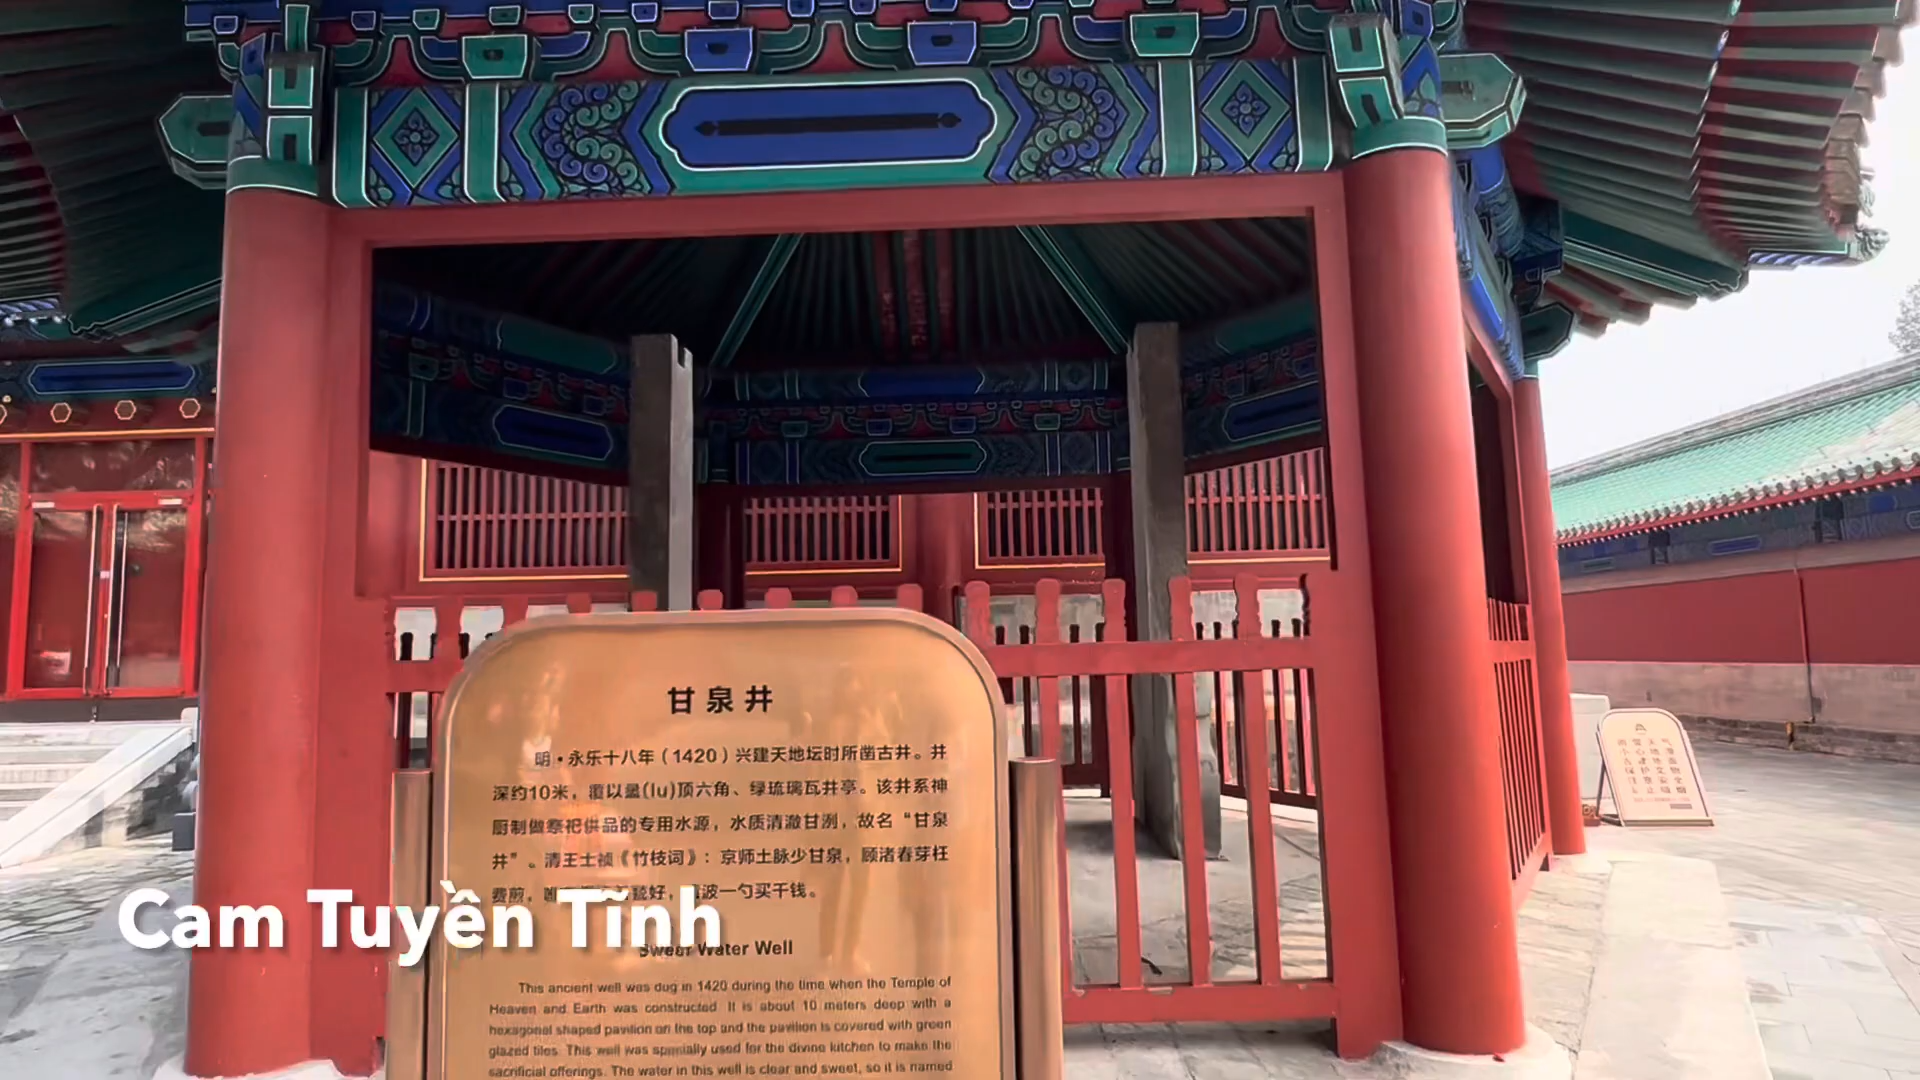 甘泉井
明·永乐十八年（1420）兴建天地坛时所凿古井。井
深约10米，覆以盝(lu)顶六角、绿琉璃瓦井亭。该井系神
厨制做祭祀供品的专用水源，水质清澈甘洌，故名“甘泉
井”。清王士祯《竹枝词》：京师土脉少甘泉，顾渚春芽枉
费煎，好，波一勺买千钱。
Cam Tuyền Tĩnh
Sweet Water Well
This ancient well was dug in 1420 during the time when the Temple of
Heaven and Earth was constructed. It is about 10 meters deep with a
hexagonal shaped pavilion on the top and the pavilion is covered with green
glazed tiles. This well was specially used for the divine kitchen to make the
sacrificial offerings. The water in this well is clear and sweet, so it is named